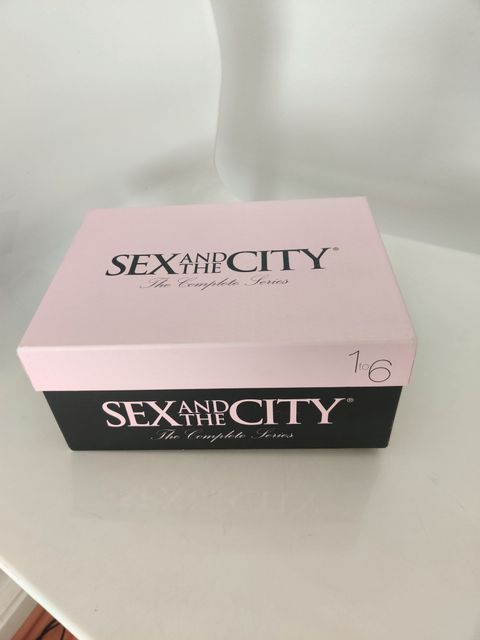 SEX AND THE CITY®
The Complete Series
1 to 6
SEX AND THE CITY®
The Complete Series